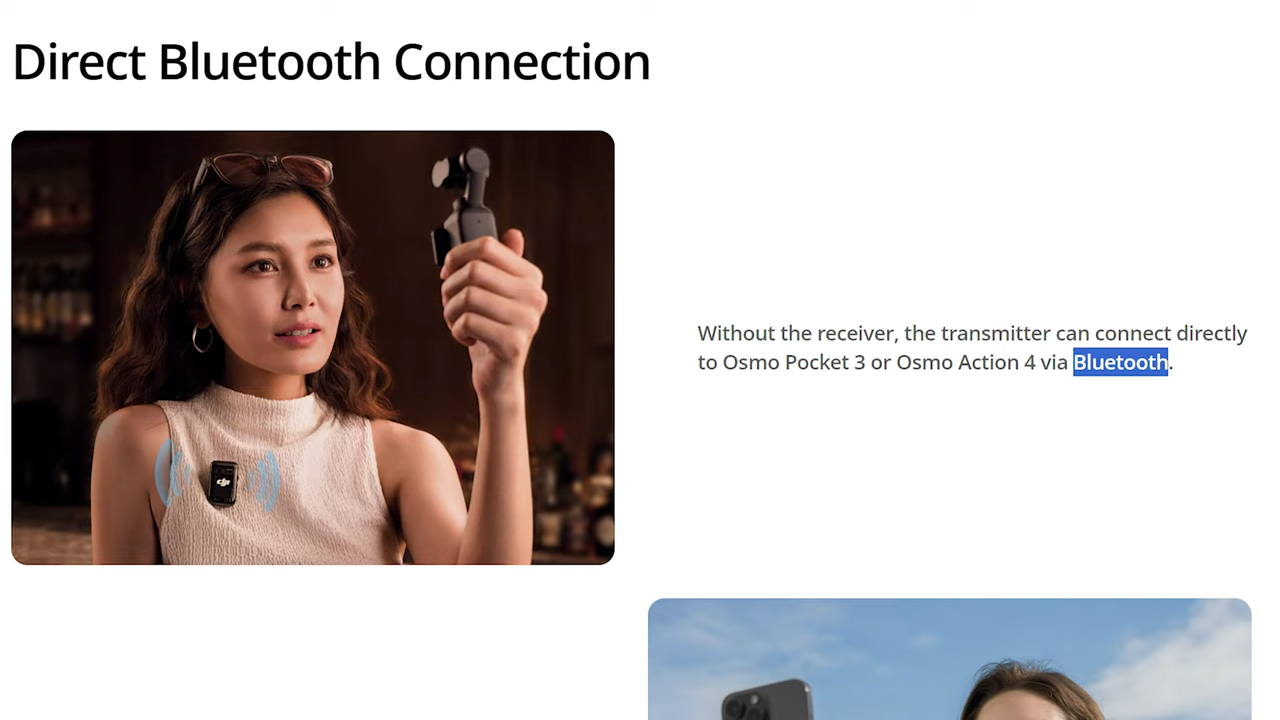 Direct Bluetooth Connection
Without the receiver, the transmitter can connect directly
to Osmo Pocket 3 or Osmo Action 4 via Bluetooth.
dji